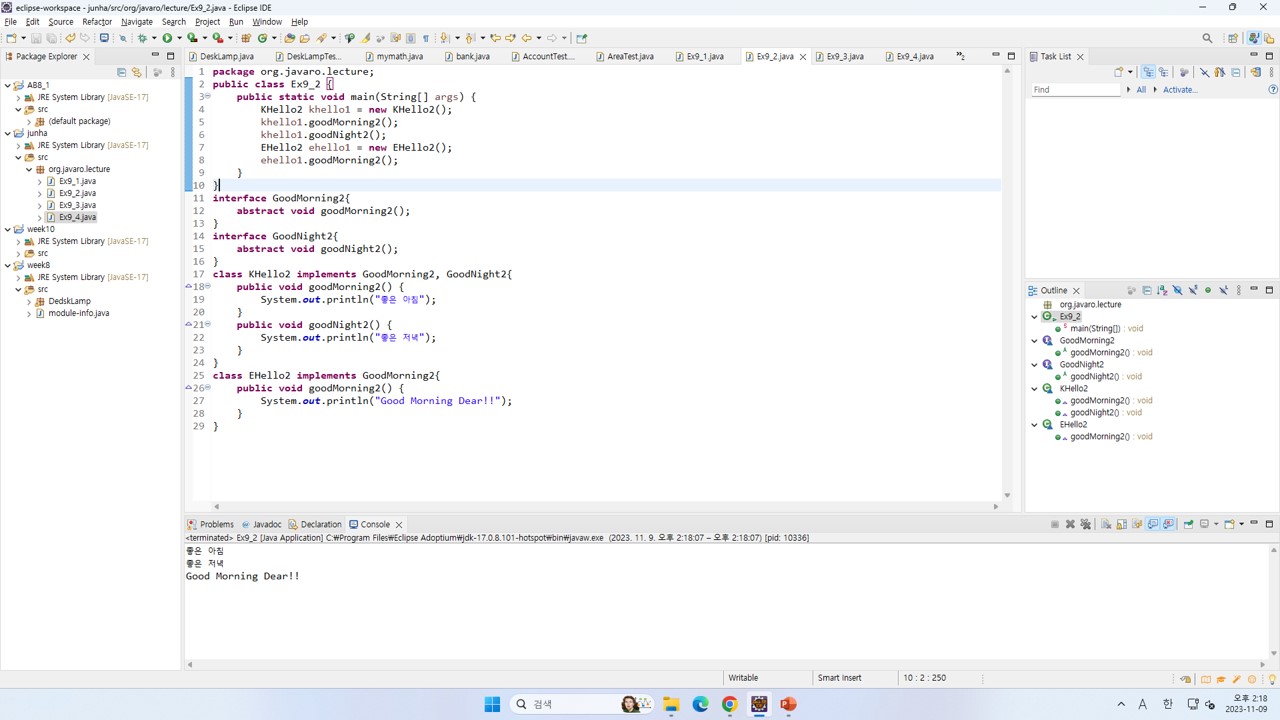 eclipse-workspace - junha/src/org/javaro/lecture/Ex9_2.java - Eclipse IDE
File Edit Source Refactor Navigate Search Project Run Window Help
Package Explorer
A88_1
JRE System Library [JavaSE-17]
src
(default package)
junha
JRE System Library [JavaSE-17]
src
org.javaro.lecture
Ex9_1.java
Ex9_2.java
Ex9_3.java
Ex9_4.java
week10
JRE System Library [JavaSE-17]
src
week8
JRE System Library [JavaSE-17]
src
DedskLamp
module-info.java
DeskLamp.java DeskLampTes... mymath.java bank.java AccountTest.... AreaTest.java Ex9_1.java Ex9_2.java Ex9_3.java Ex9_4.java »2
1 package org.javaro.lecture;
2 public class Ex9_2 {
3 public static void main(String[] args) {
4 KHello2 khello1 = new KHello2();
5 khello1.goodMorning2();
6 khello1.goodNight2();
7 EHello2 ehello1 = new EHello2();
8 ehello1.goodMorning2();
9 }
10 }
11 interface GoodMorning2{
12 abstract void goodMorning2();
13 }
14 interface GoodNight2{
15 abstract void goodNight2();
16 }
17 class KHello2 implements GoodMorning2, GoodNight2{
18 public void goodMorning2() {
19 System.out.println("좋은 아침");
20 }
21 public void goodNight2() {
22 System.out.println("좋은 저녁");
23 }
24 }
25 class EHello2 implements GoodMorning2{
26 public void goodMorning2() {
27 System.out.println("Good Morning Dear!!");
28 }
29 }
Task List
Find All Activate...
Outline
org.javaro.lecture
Ex9_2
main(String[]) : void
GoodMorning2
goodMorning2() : void
GoodNight2
goodNight2() : void
KHello2
goodMorning2() : void
goodNight2() : void
EHello2
goodMorning2() : void
Problems Javadoc Declaration Console
<terminated> Ex9_2 [Java Application] C:₩Program Files₩Eclipse Adoptium₩jdk-17.0.8.101-hotspot₩bin₩javaw.exe (2023. 11. 9. 오후 2:18:07 – 오후 2:18:07) [pid: 10336]
좋은 아침
좋은 저녁
Good Morning Dear!!
Writable Smart Insert 10 : 2 : 250
검색
A 한 오후 2:18
2023-11-09